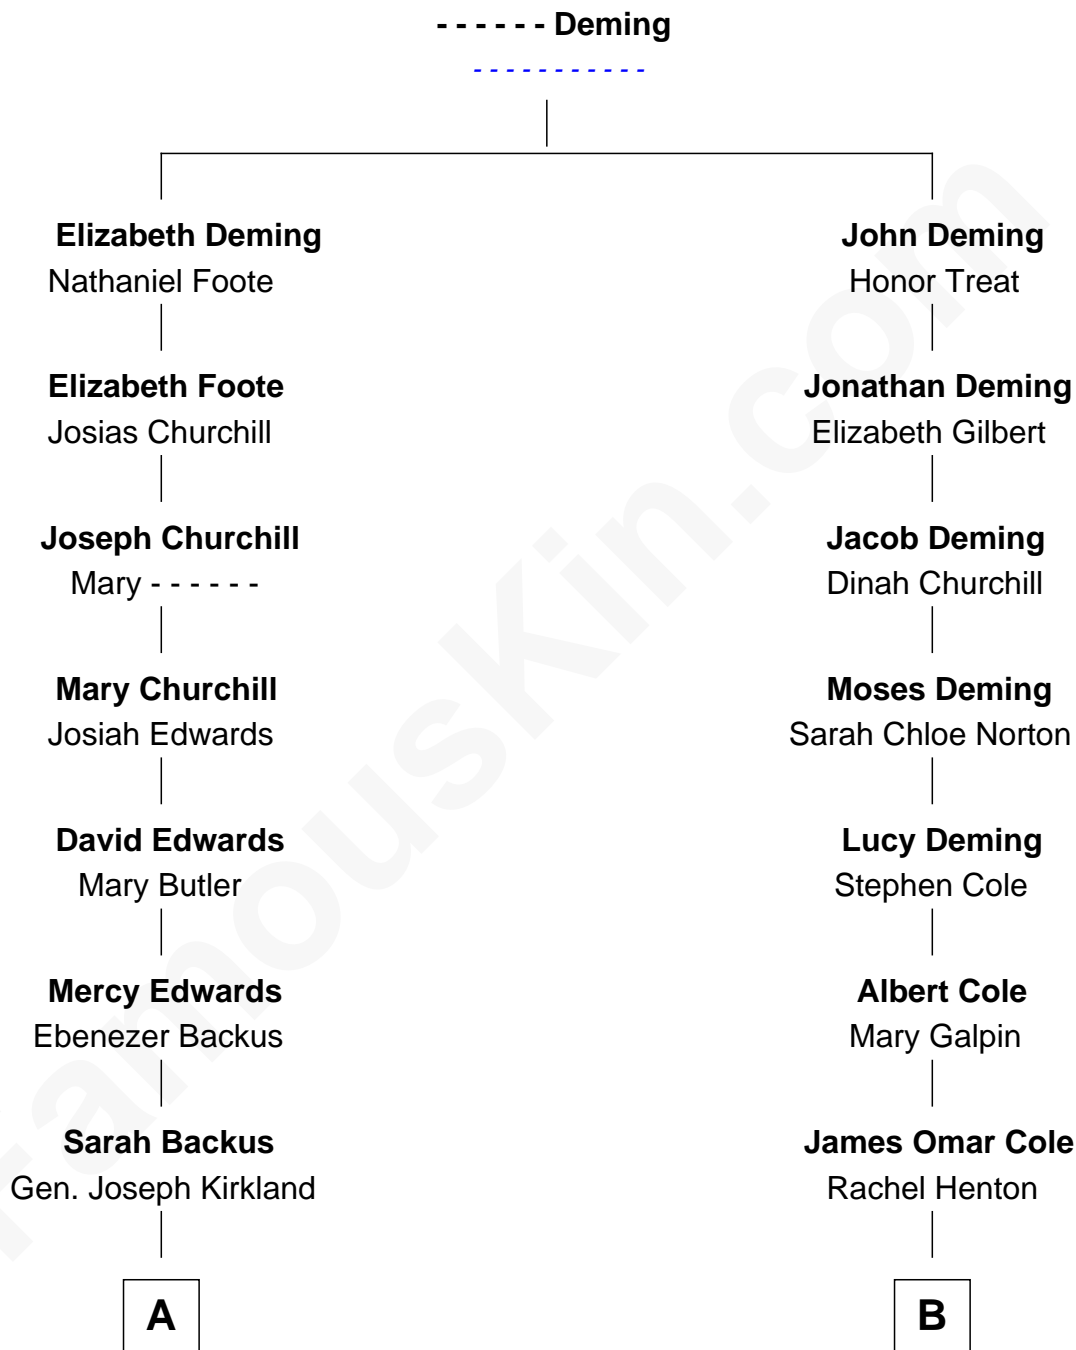 - - - - - - Deming
- - - - - - - - - - -
Elizabeth Deming
Nathaniel Foote
John Deming
Honor Treat
Elizabeth Foote
Josias Churchill
Jonathan Deming
Elizabeth Gilbert
Joseph Churchill
Mary - - - - - -
Jacob Deming
Dinah Churchill
Mary Churchill
Josiah Edwards
Moses Deming
Sarah Chloe Norton
David Edwards
Mary Butler
Lucy Deming
Stephen Cole
Mercy Edwards
Ebenezer Backus
Albert Cole
Mary Galpin
Sarah Backus
Gen. Joseph Kirkland
James Omar Cole
Rachel Henton
A
B
FamousKin.com